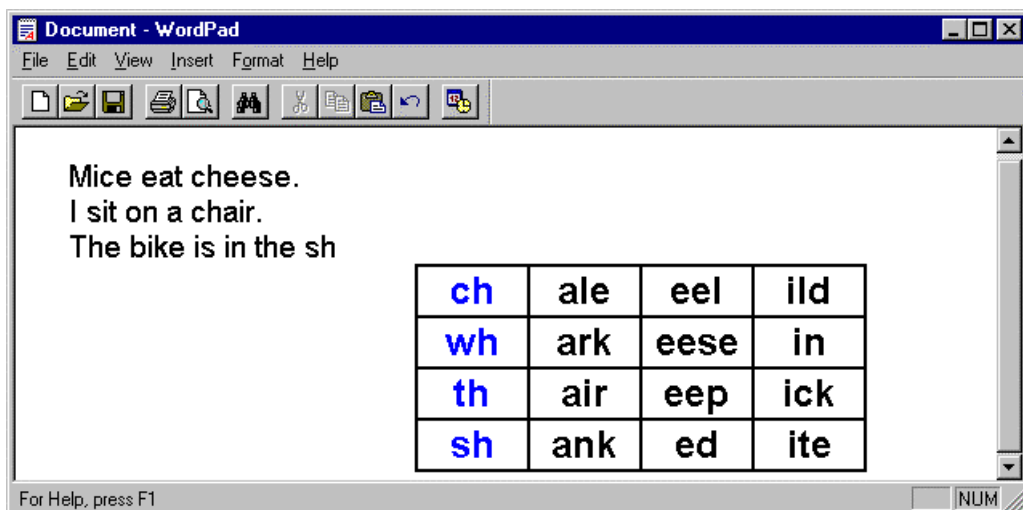 Document - WordPad
File Edit View Insert Format Help
Mice eat cheese.
I sit on a chair.
The bike is in the sh
ch ale eel ild
wh ark eese in
th air eep ick
sh ank ed ite
For Help, press F1 NUM